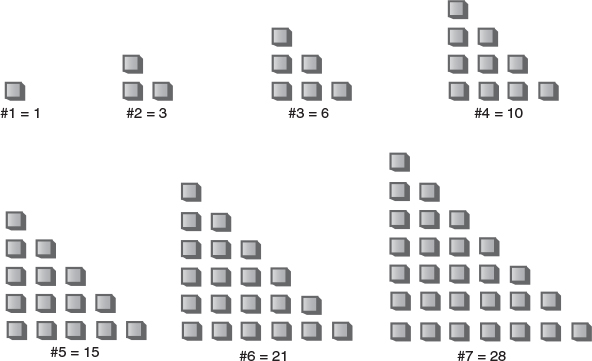 #1 = 1
#2 = 3
#3 = 6
#4 = 10
#5 = 15
#6 = 21
#7 = 28